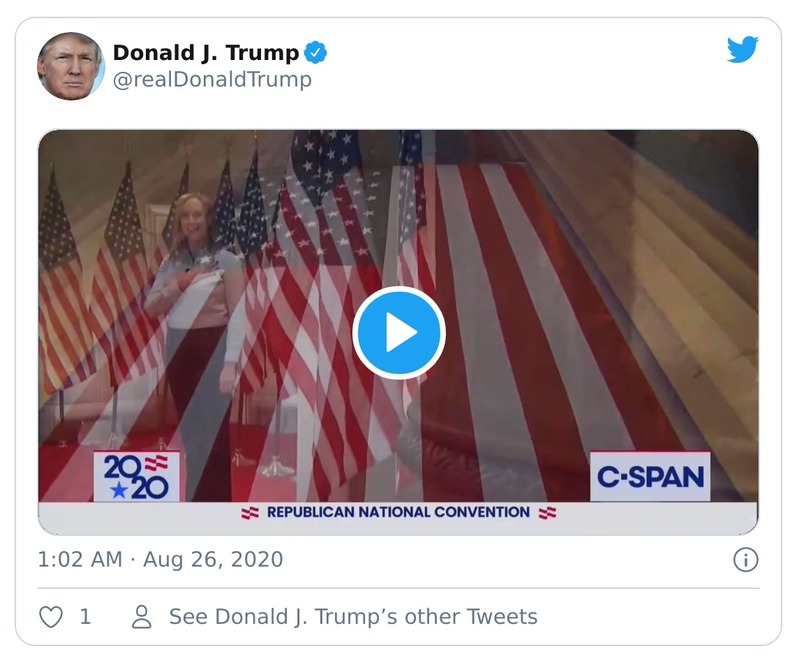 Donald J. Trump
@realDonaldTrump
2020
C-SPAN
REPUBLICAN NATIONAL CONVENTION
1:02 AM · Aug 26, 2020
1
See Donald J. Trump’s other Tweets